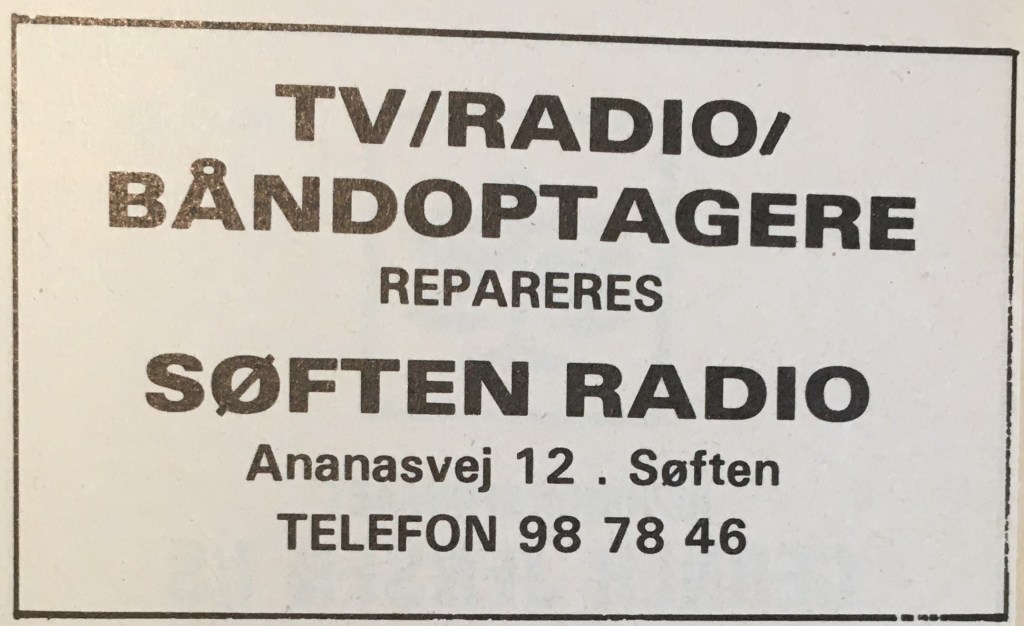 TV/RADIO/
BÅNDOPTAGERE
REPARERES
SØFTEN RADIO
Ananasvej 12 . Søften
TELEFON 98 78 46